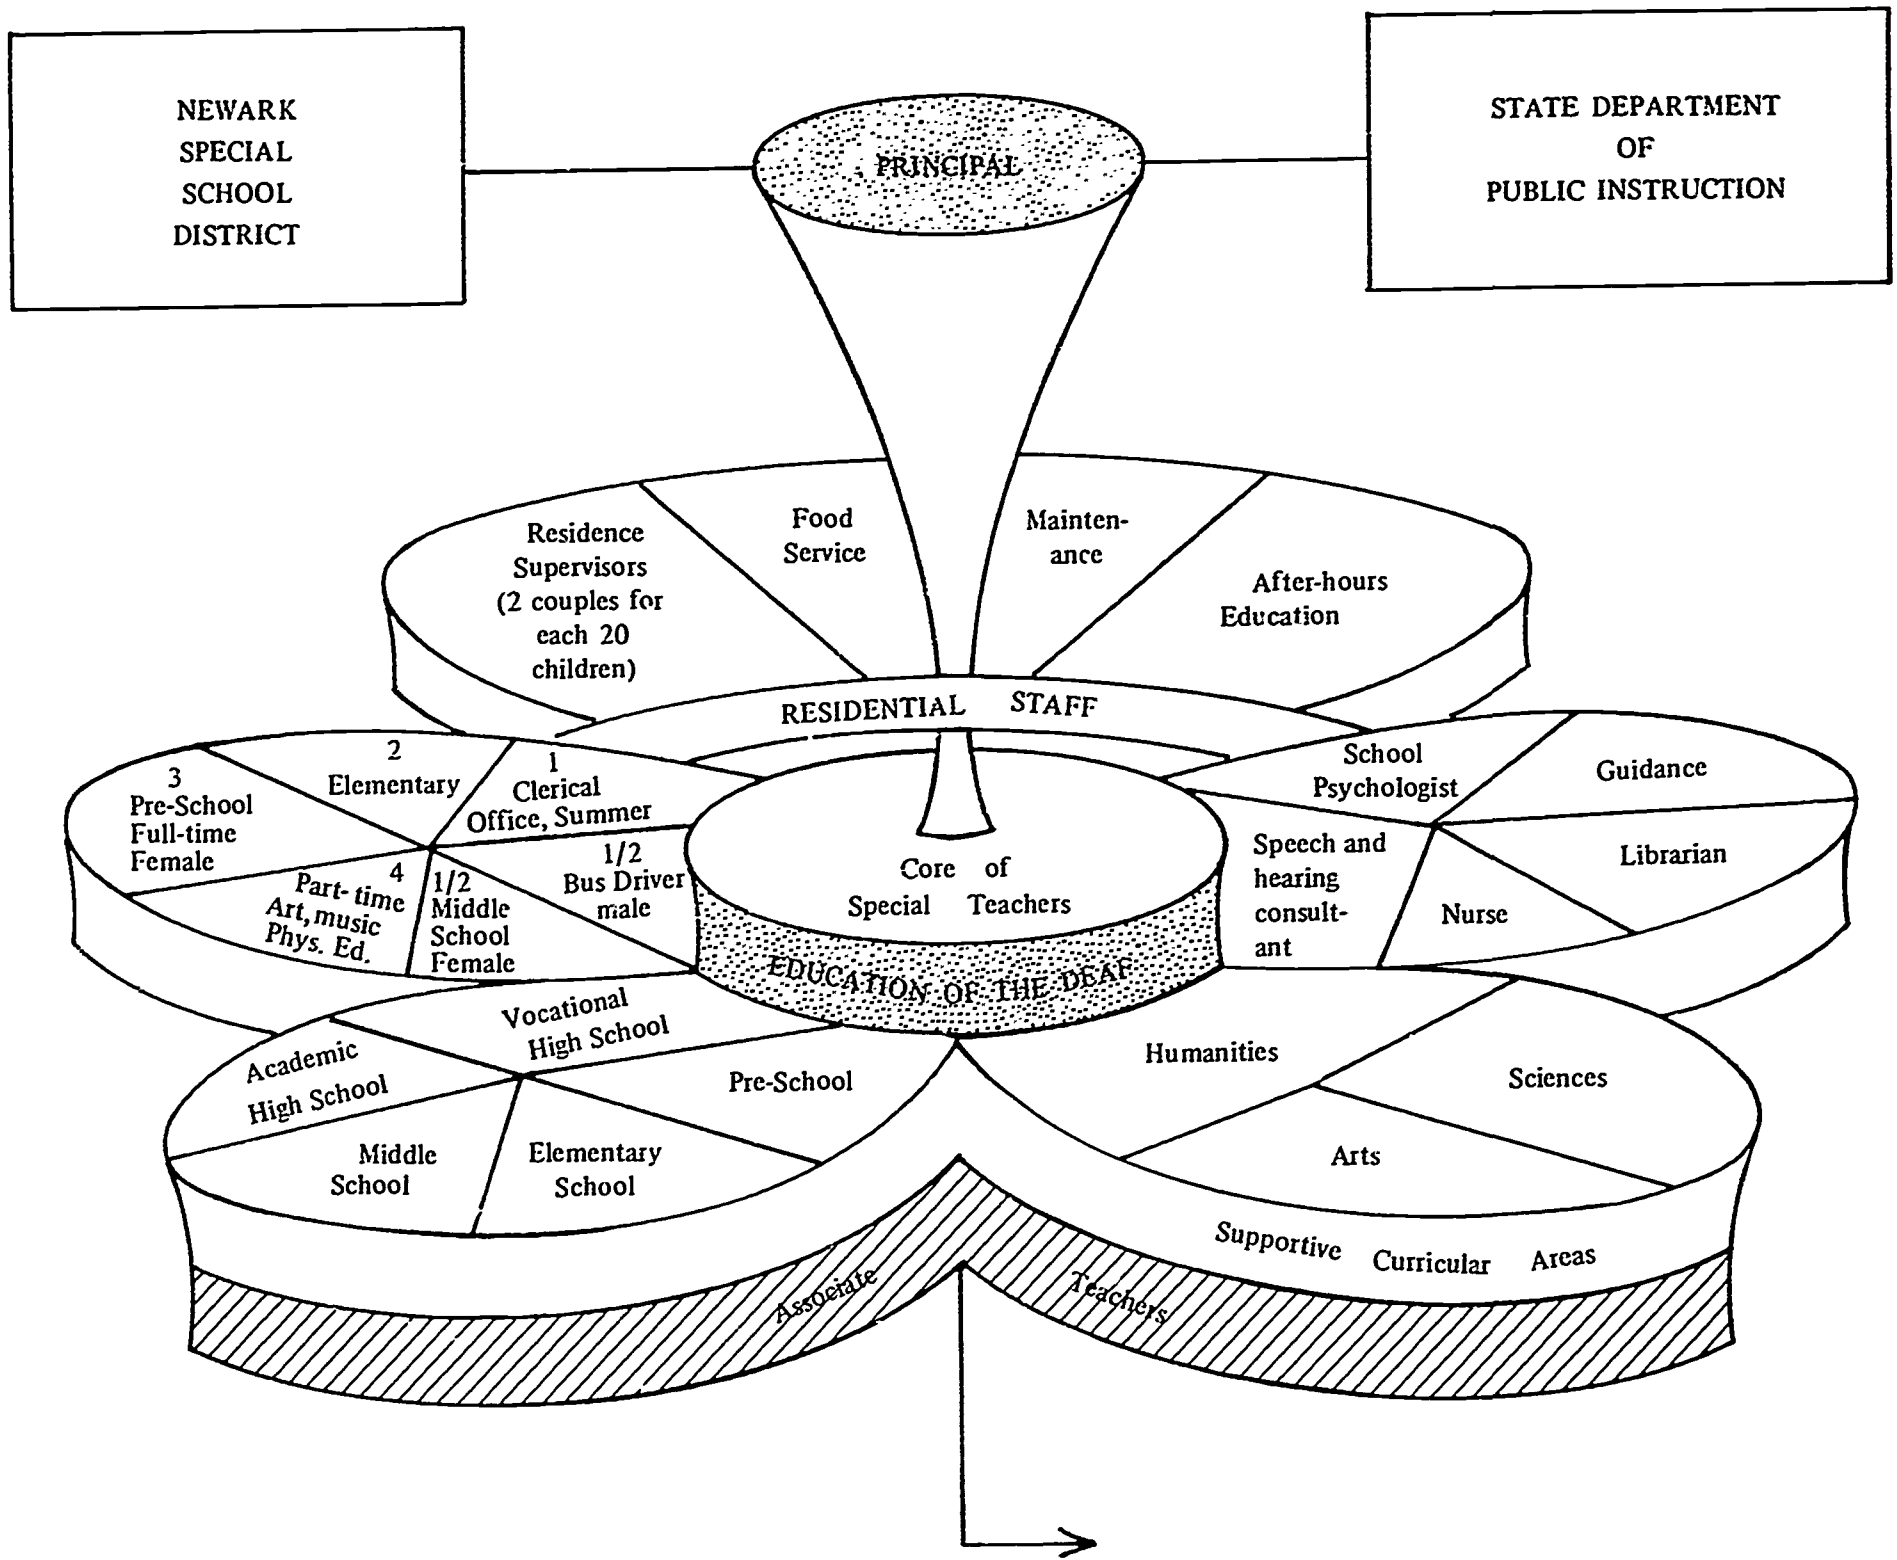 NEWARK
SPECIAL
SCHOOL
DISTRICT
PRINCIPAL
STATE DEPARTMENT
OF
PUBLIC INSTRUCTION
Residence
Supervisors
(2 couples for
each 20
children)
Food
Service
Mainten-
ance
After-hours
Education
RESIDENTIAL STAFF
3
Pre-School
Full-time
Female
2
Elementary
1
Clerical
Office, Summer
4
Part-time
Art, music
Phys. Ed.
1/2
Middle
School
Female
1/2
Bus Driver
male
Core of
Special Teachers
EDUCATION OF THE DEAF
School
Psychologist
Guidance
Librarian
Speech and
hearing
consult-
ant
Nurse
Vocational
High School
Academic
High School
Pre-School
Middle
School
Elementary
School
Humanities
Sciences
Arts
Supportive Curricular Areas
Associate Teachers